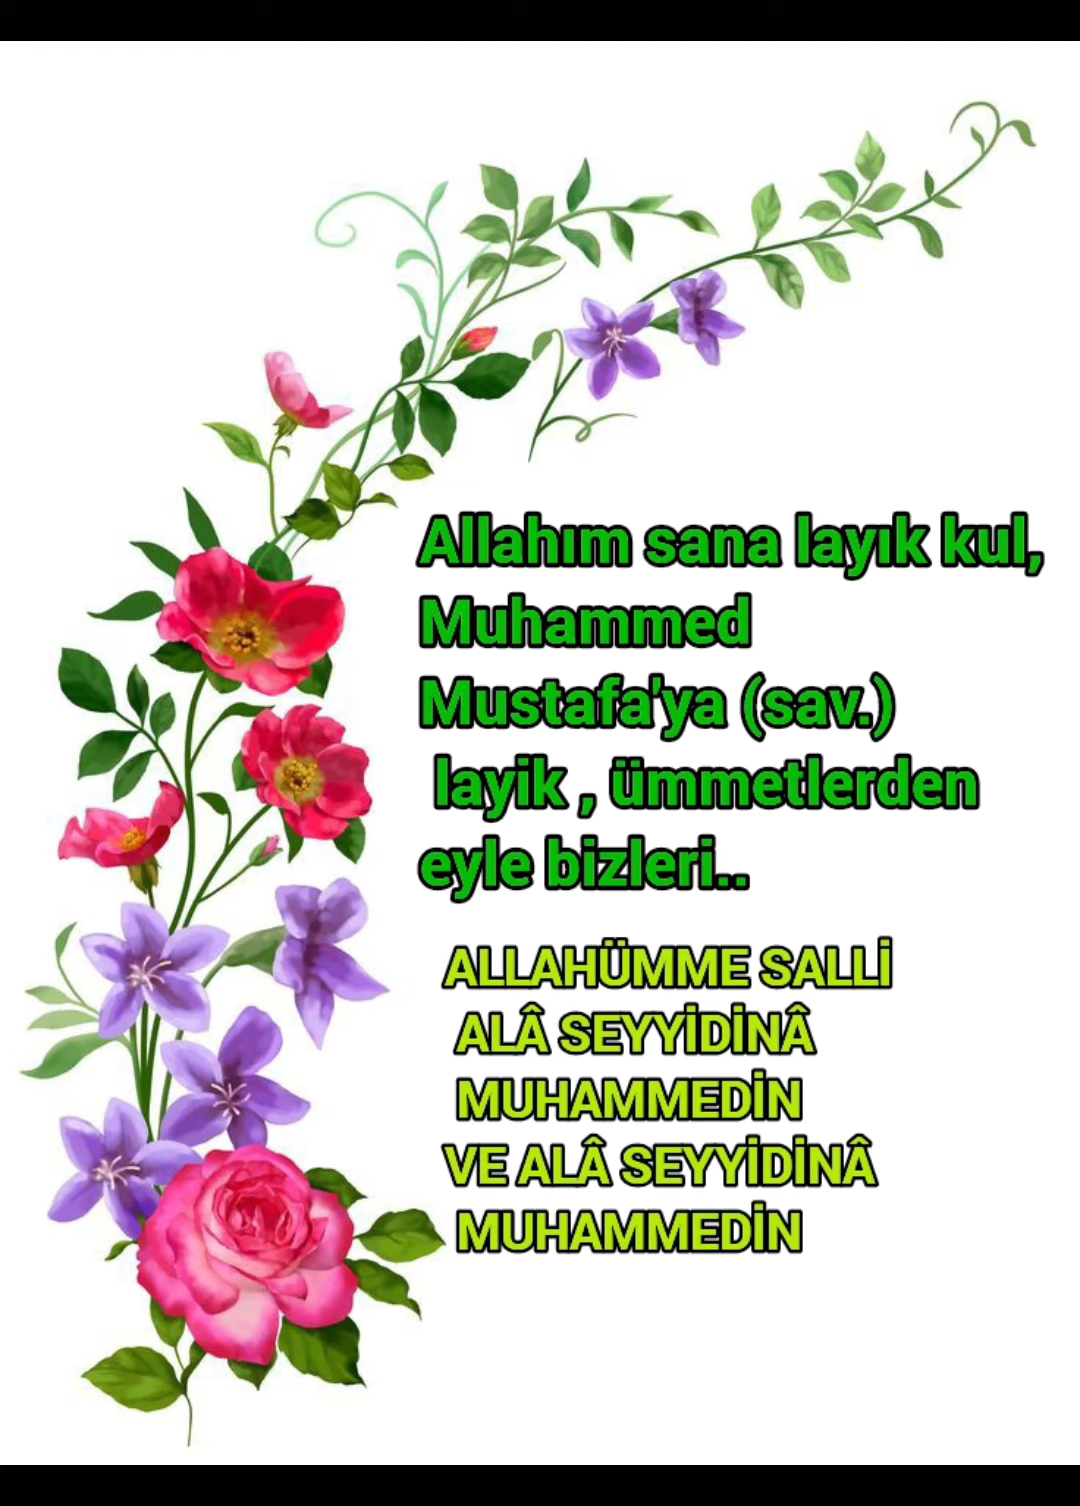 Allahım sana layık kul,
Muhammed
Mustafa'ya (sav.)
layik , ümmetlerden
eyle bizleri..
ALLAHÜMME SALLİ
ALÂ SEYYİDİNÂ
MUHAMMEDİN
VE ALÂ SEYYİDİNÂ
MUHAMMEDİN